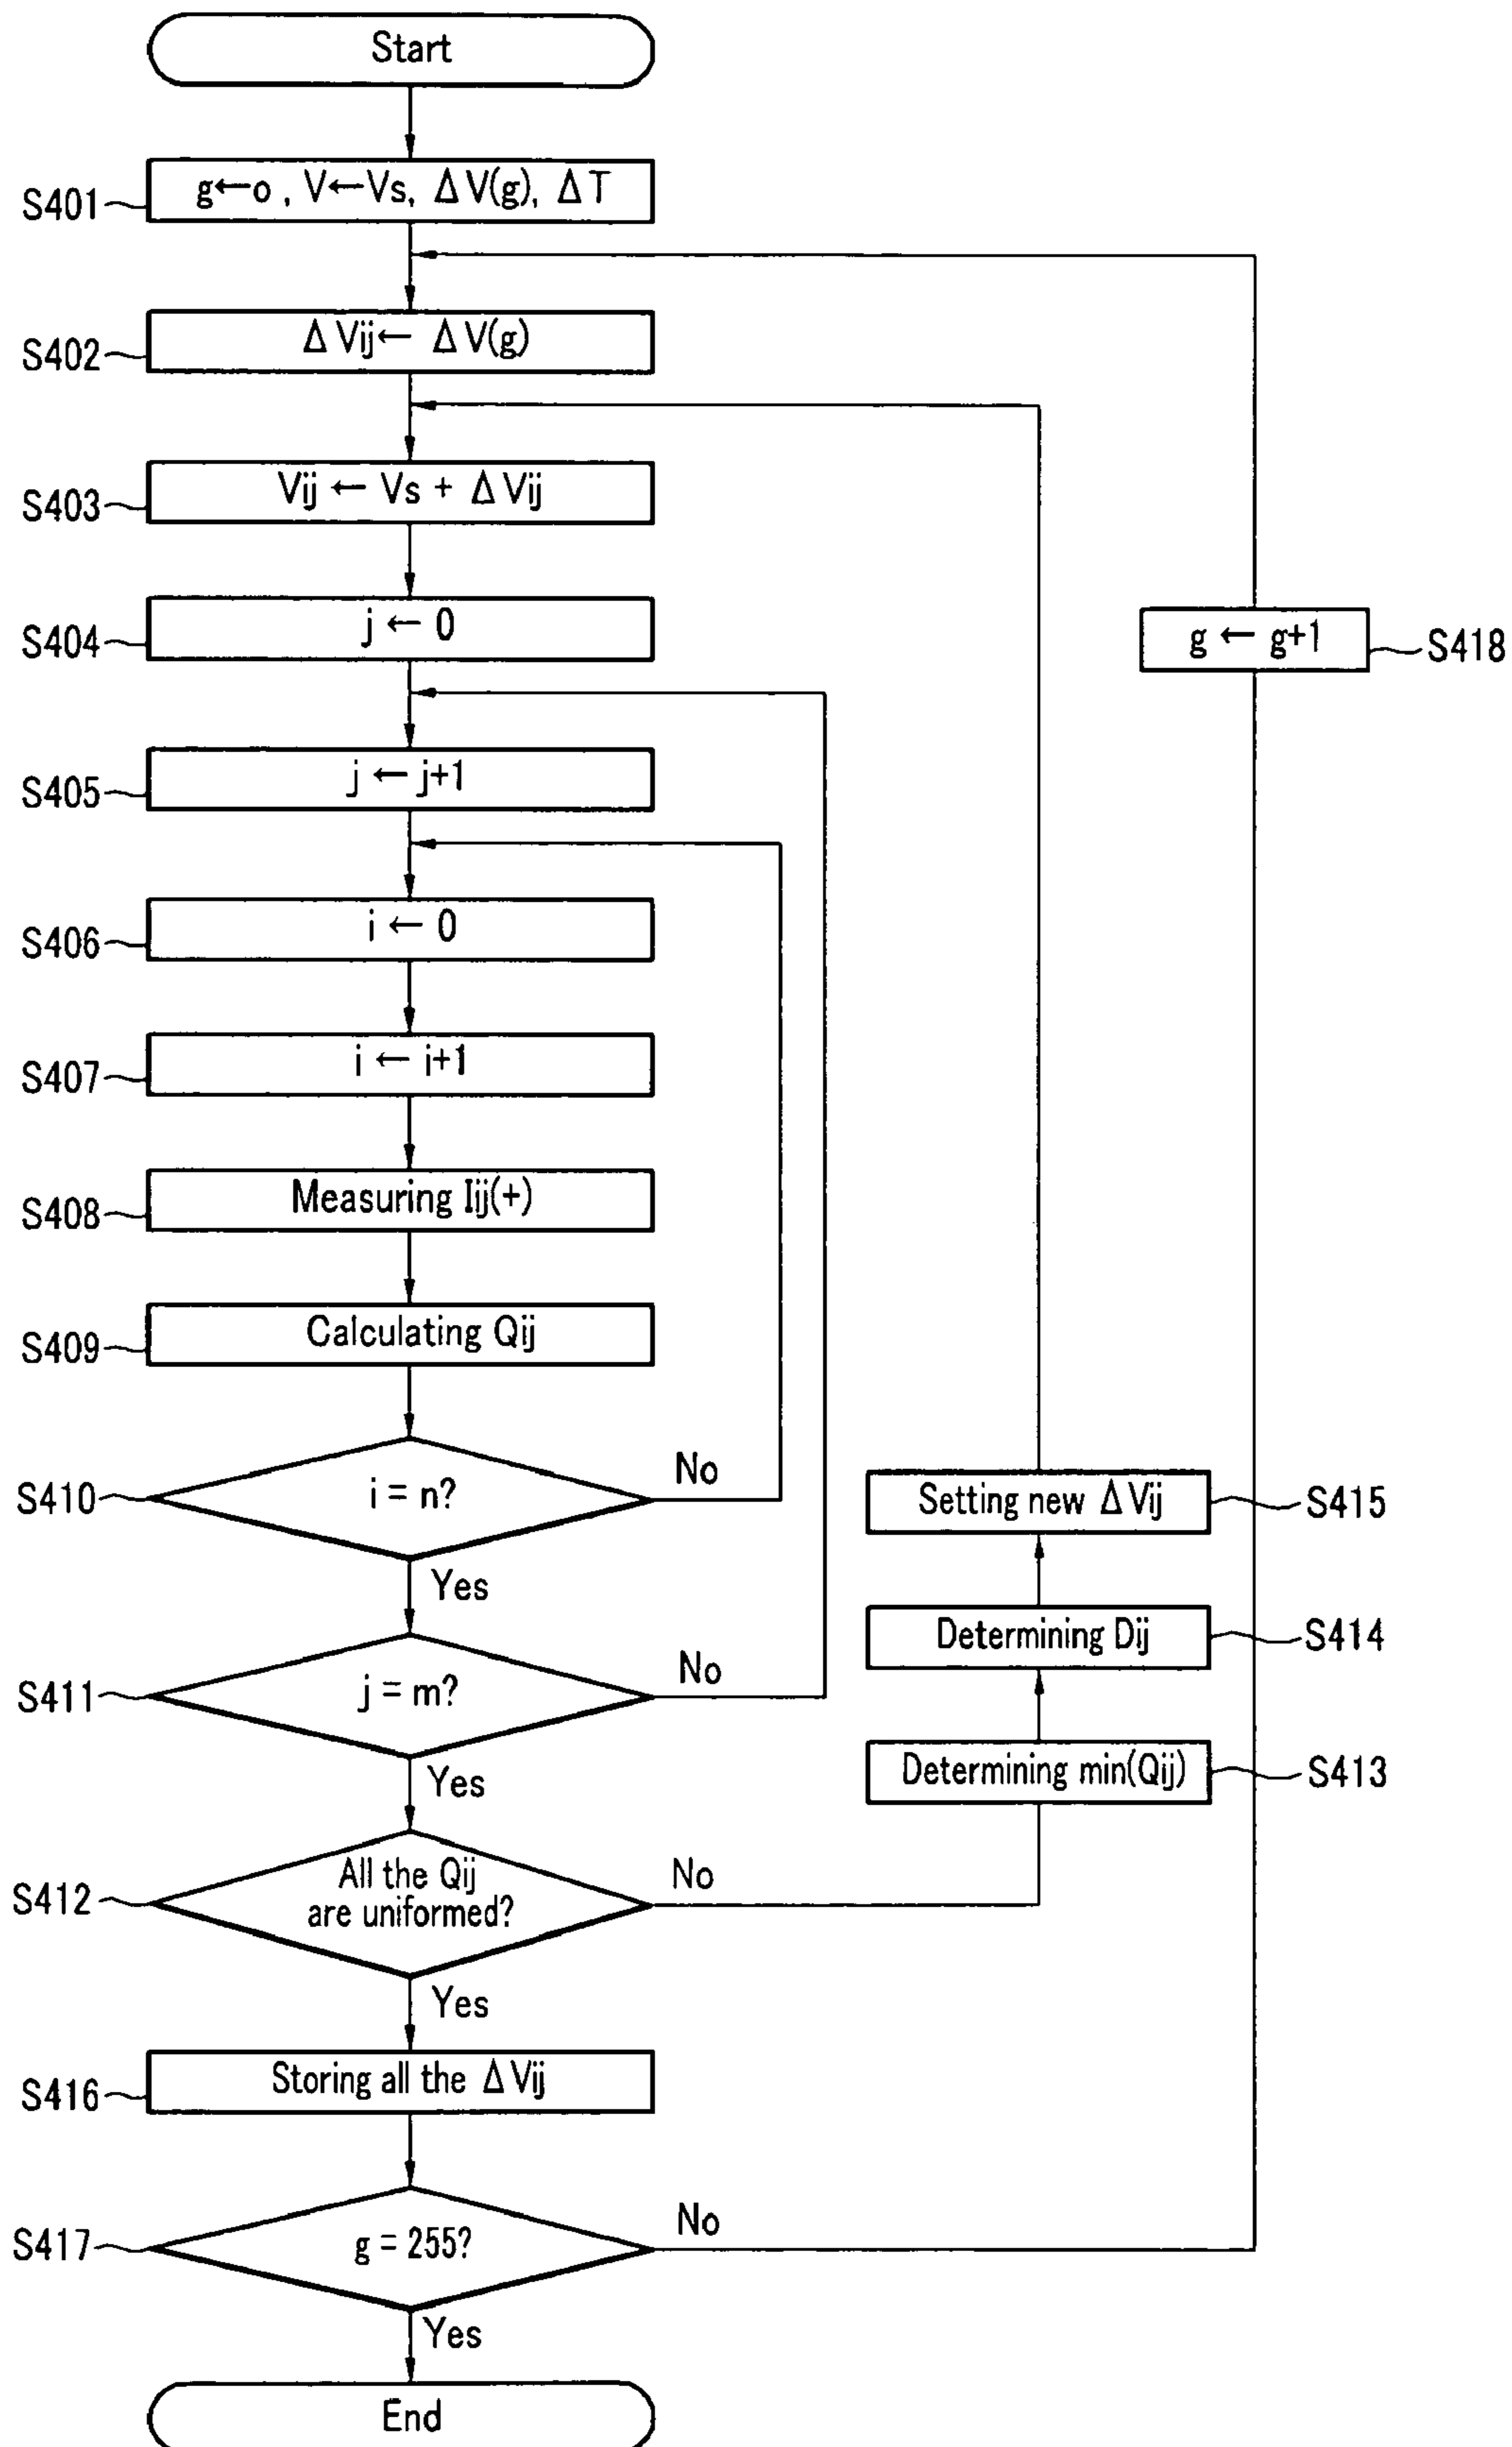 Start
S401
g←o , V←Vs, ΔV(g), ΔT
S402
ΔVij← ΔV(g)
S403
Vij ← Vs + ΔVij
S404
j ← 0
g ← g+1
S418
S405
j ← j+1
S406
i ← 0
S407
i ← i+1
S408
Measuring Iij(+)
S409
Calculating Qij
S410
i = n?
No
Yes
Setting new ΔVij
S415
S411
j = m?
No
Yes
Determining Dij
S414
Determining min(Qij)
S413
S412
All the Qij
are uniformed?
No
Yes
S416
Storing all the ΔVij
S417
g = 255?
No
Yes
End